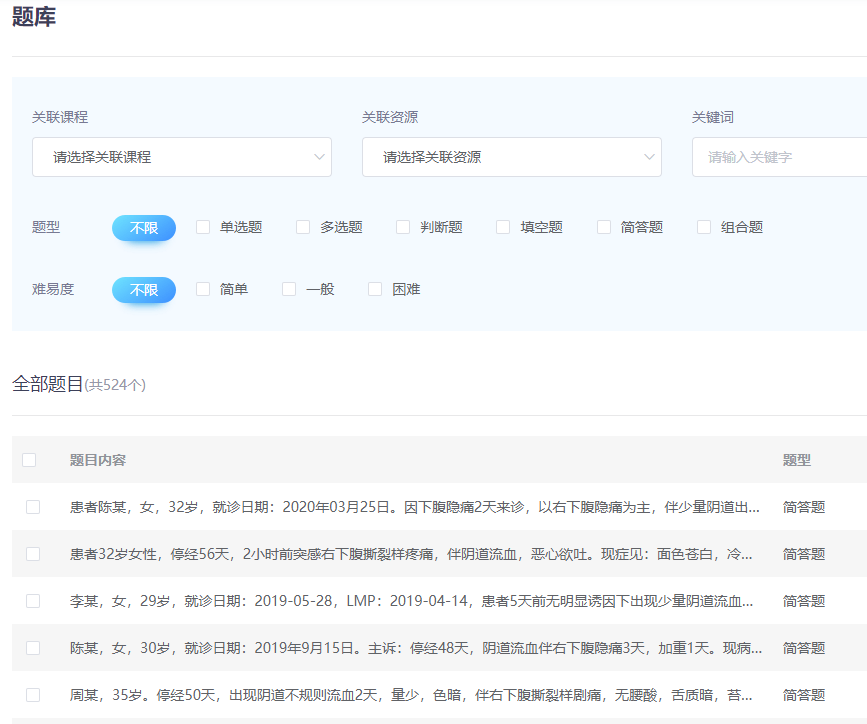 题库
关联课程 关联资源 关键词
请选择关联课程 请选择关联资源 请输入关键字
题型 不限 单选题 多选题 判断题 填空题 简答题 组合题
难易度 不限 简单 一般 困难
全部题目(共524个)
题目内容 题型
患者陈某，女，32岁，就诊日期：2020年03月25日。因下腹隐痛2天来诊，以右下腹隐痛为主，伴少量阴道出... 简答题
患者32岁女性，停经56天，2小时前突感右下腹撕裂样疼痛，伴阴道流血，恶心欲吐。现症见：面色苍白，冷... 简答题
李某，女，29岁，就诊日期：2019-05-28，LMP：2019-04-14，患者5天前无明显诱因下出现少量阴道流血... 简答题
陈某，女，30岁，就诊日期：2019年9月15日。主诉：停经48天，阴道流血伴右下腹隐痛3天，加重1天。现病... 简答题
周某，35岁。停经50天，出现阴道不规则流血2天，量少，色暗，伴右下腹撕裂样剧痛，无腰酸，舌质暗，苔... 简答题